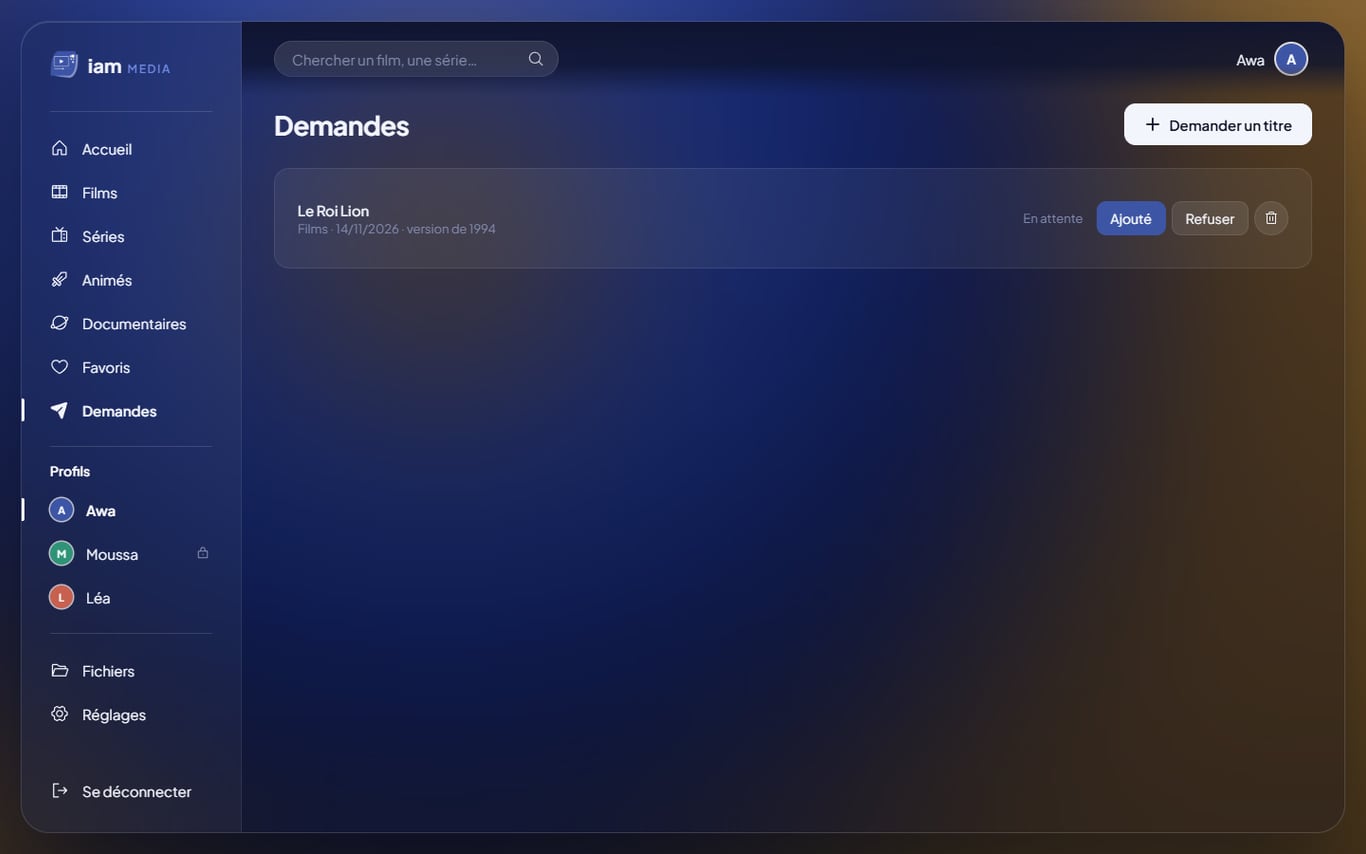 iam MEDIA
Chercher un film, une série…
Awa A
Demandes
Demander un titre
Accueil
Films
Séries
Animés
Documentaires
Favoris
Demandes
Le Roi Lion
Films · 14/11/2026 · version de 1994
En attente
Ajouté
Refuser
Profils
A Awa
M Moussa
L Léa
Fichiers
Réglages
Se déconnecter